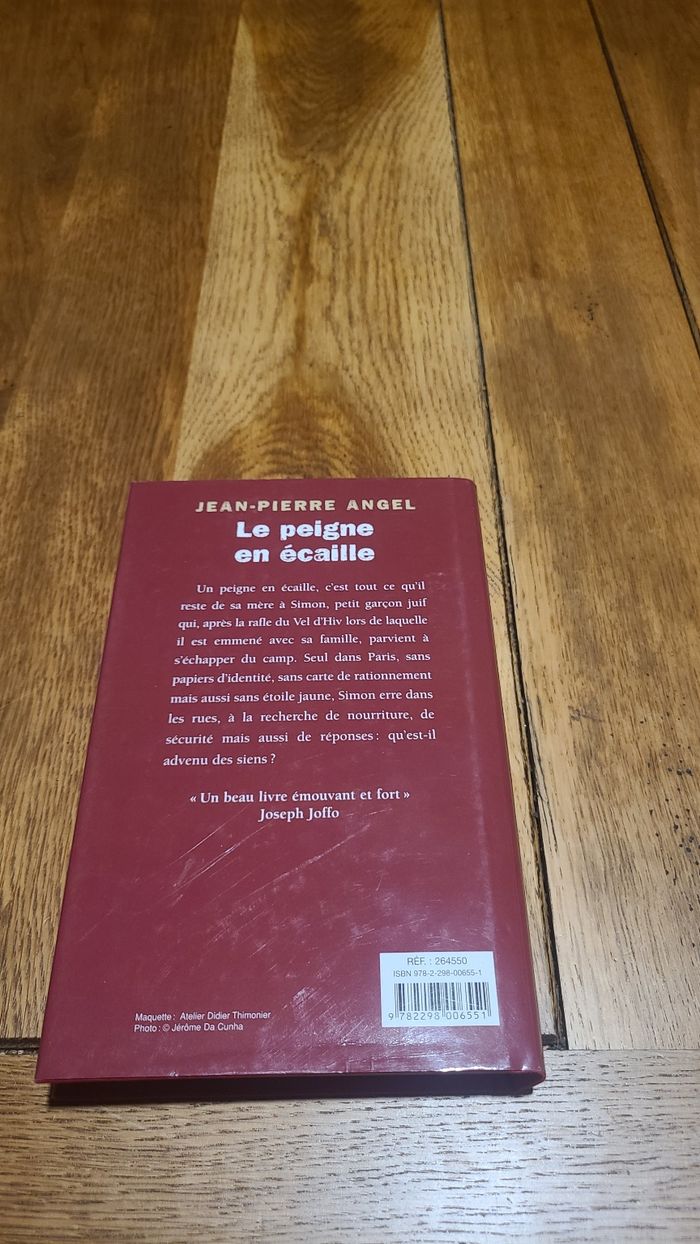 JEAN-PIERRE ANGEL
Le peigne
en écaille
Un peigne en écaille, c'est tout ce qu'il
reste de sa mère à Simon, petit garçon juif
qui, après la rafle du Vel d'Hiv lors de laquelle
il est emmené avec sa famille, parvient à
s'échapper du camp. Seul dans Paris, sans
papiers d'identité, sans carte de rationnement
mais aussi sans étoile jaune, Simon erre dans
les rues, à la recherche de nourriture, de
sécurité mais aussi de réponses : qu'est-il
advenu des siens ?
« Un beau livre émouvant et fort »
Joseph Joffo
RÉF. : 264550
ISBN 978-2-298-00655-1
9 782298 006551
Maquette : Atelier Didier Thimonier
Photo : © Jérôme Da Cunha